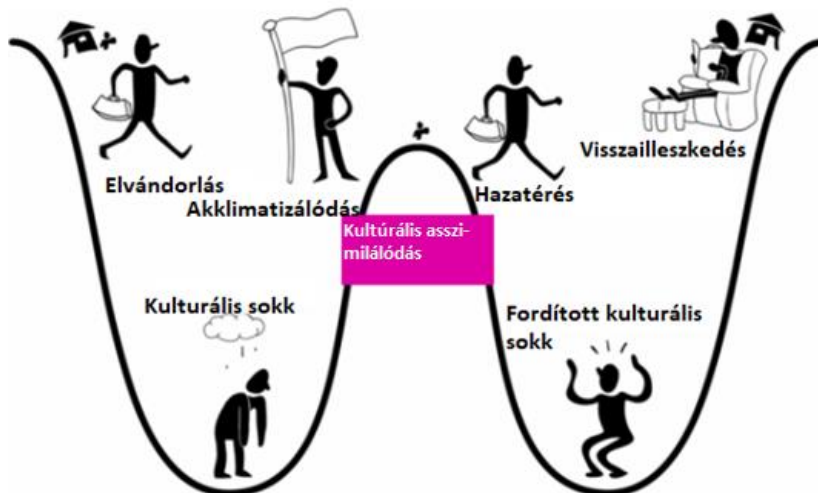 Elvándorlás
Akklimatizálódás
Hazatérés
Visszailleszkedés
Kultúrális asszi-
milálódás
Kulturális sokk
Fordított kulturális
sokk